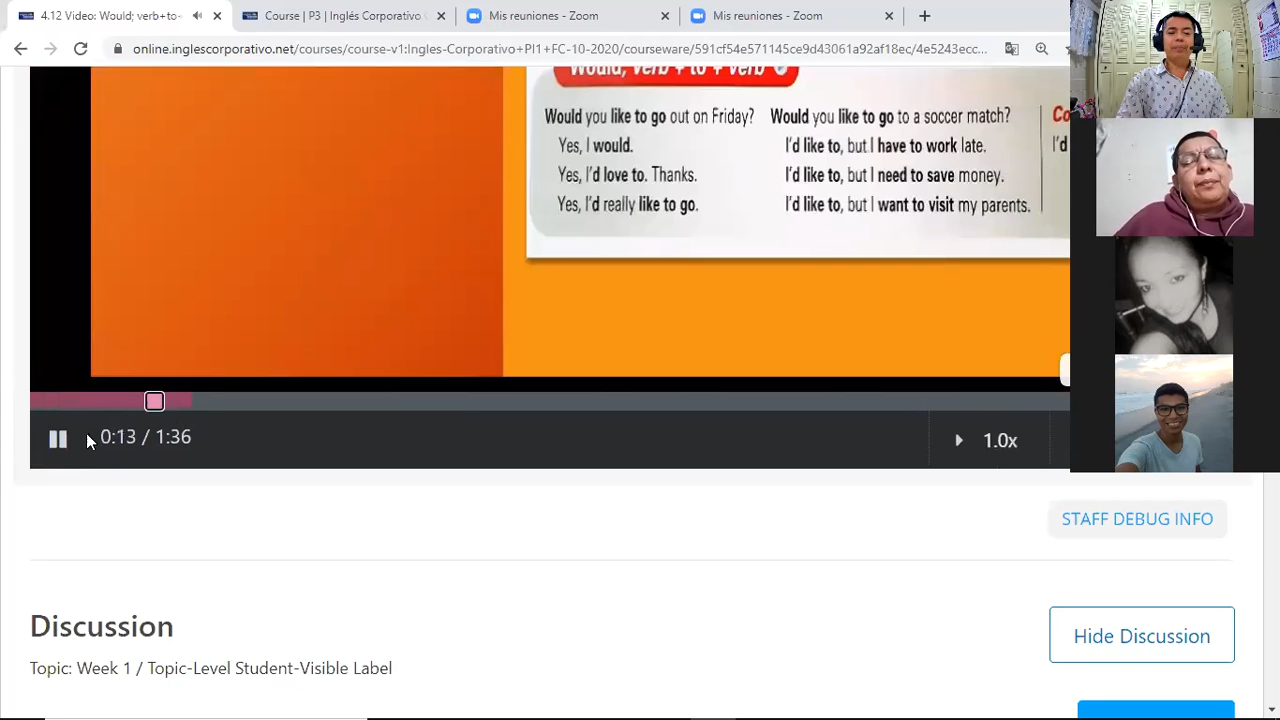 4.12 Video: Would; verb+to-
Course | P3 | Inglés Corporativo
Mis reuniones - Zoom
Mis reuniones - Zoom
online.inglescorporativo.net/courses/course-v1:Ingles-Corporativo+PI1+FC-10-2020/courseware/591cf54e571145ce9d43061a92af18ec/4e5243ecc...
Would; verb + to + verb
Would you like to go out on Friday?
Yes, I would.
Yes, I'd love to. Thanks.
Yes, I'd really like to go.
Would you like to go to a soccer match?
I'd like to, but I have to work late.
I'd like to, but I need to save money.
I'd like to, but I want to visit my parents.
Co
I'd
0:13 / 1:36
1.0x
STAFF DEBUG INFO
Discussion
Hide Discussion
Topic: Week 1 / Topic-Level Student-Visible Label